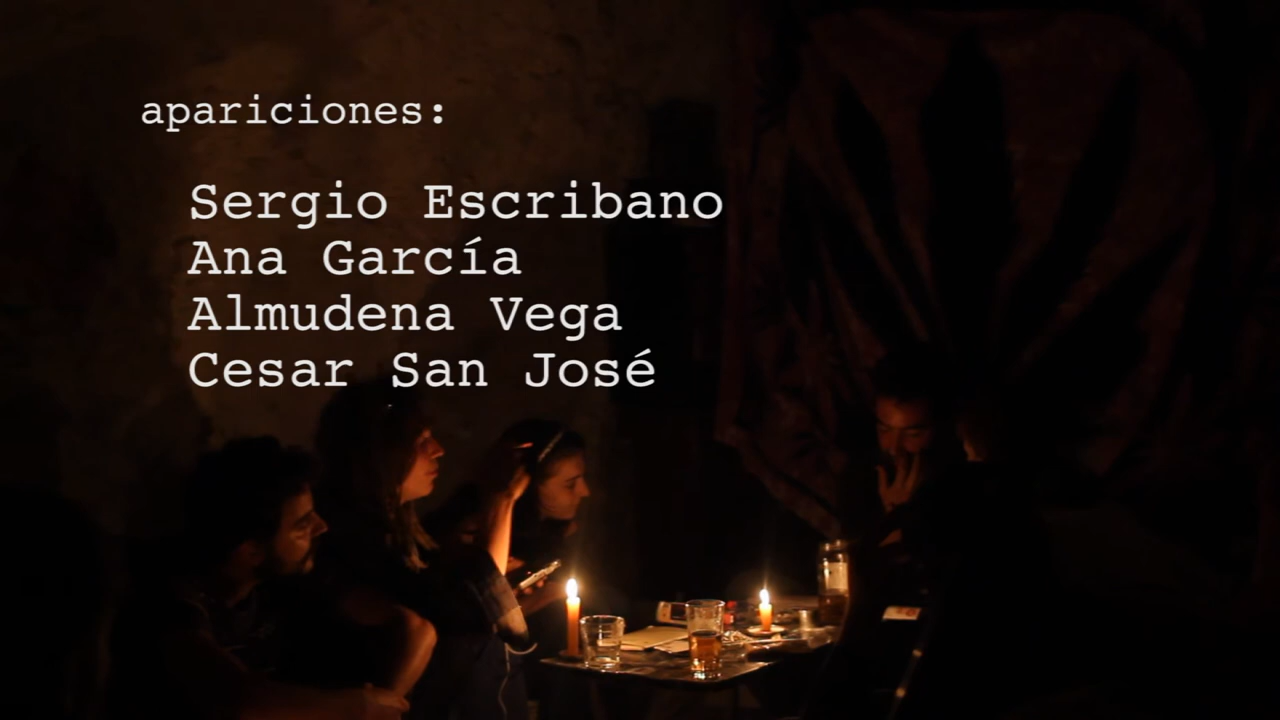 apariciones:
Sergio Escribano
Ana García
Almudena Vega
Cesar San José